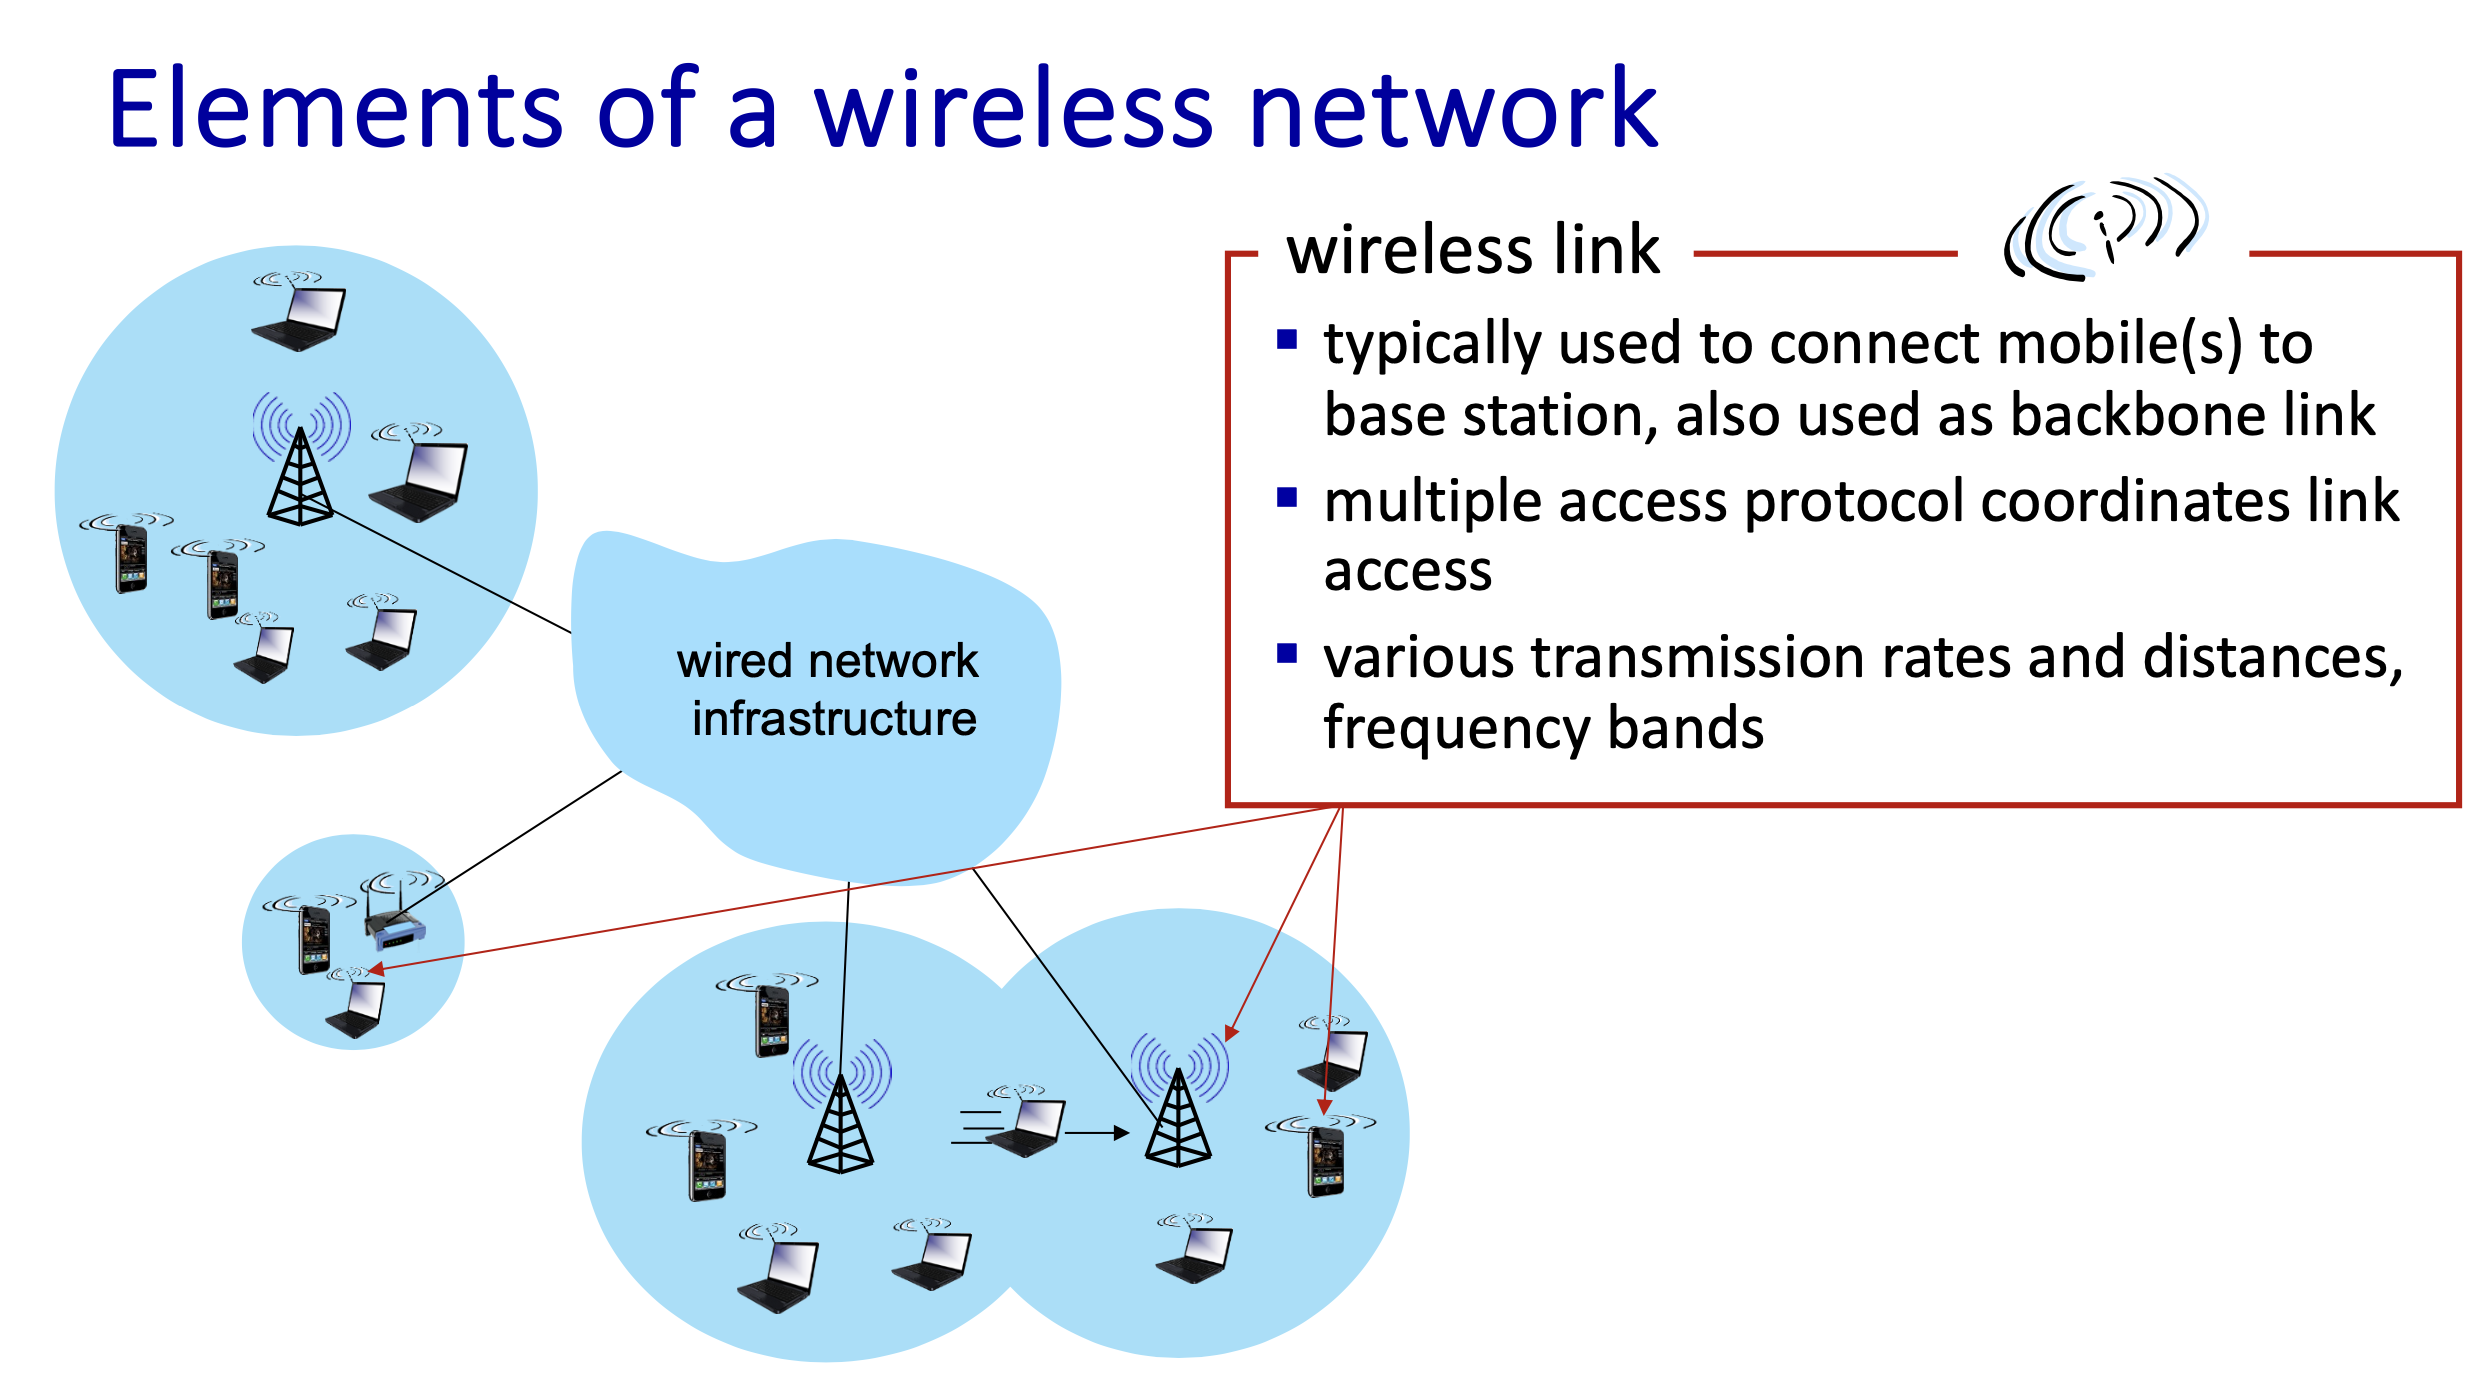 Elements of a wireless network
wireless link
▪ typically used to connect mobile(s) to
base station, also used as backbone link
▪ multiple access protocol coordinates link
access
▪ various transmission rates and distances,
frequency bands
wired network
infrastructure